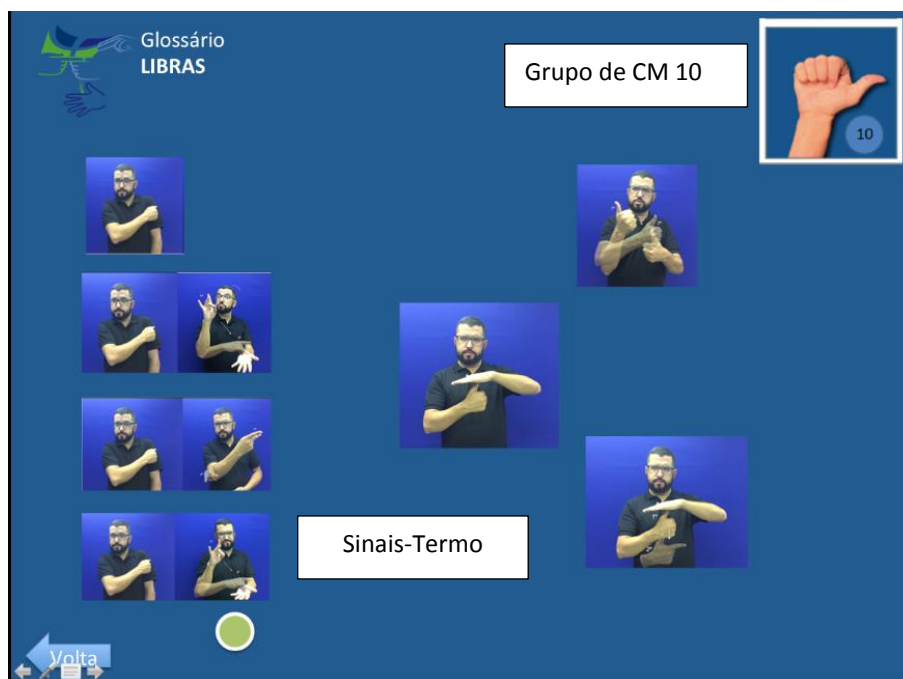 Glossário
LIBRAS
Grupo de CM 10
10
Sinais-Termo
Volta